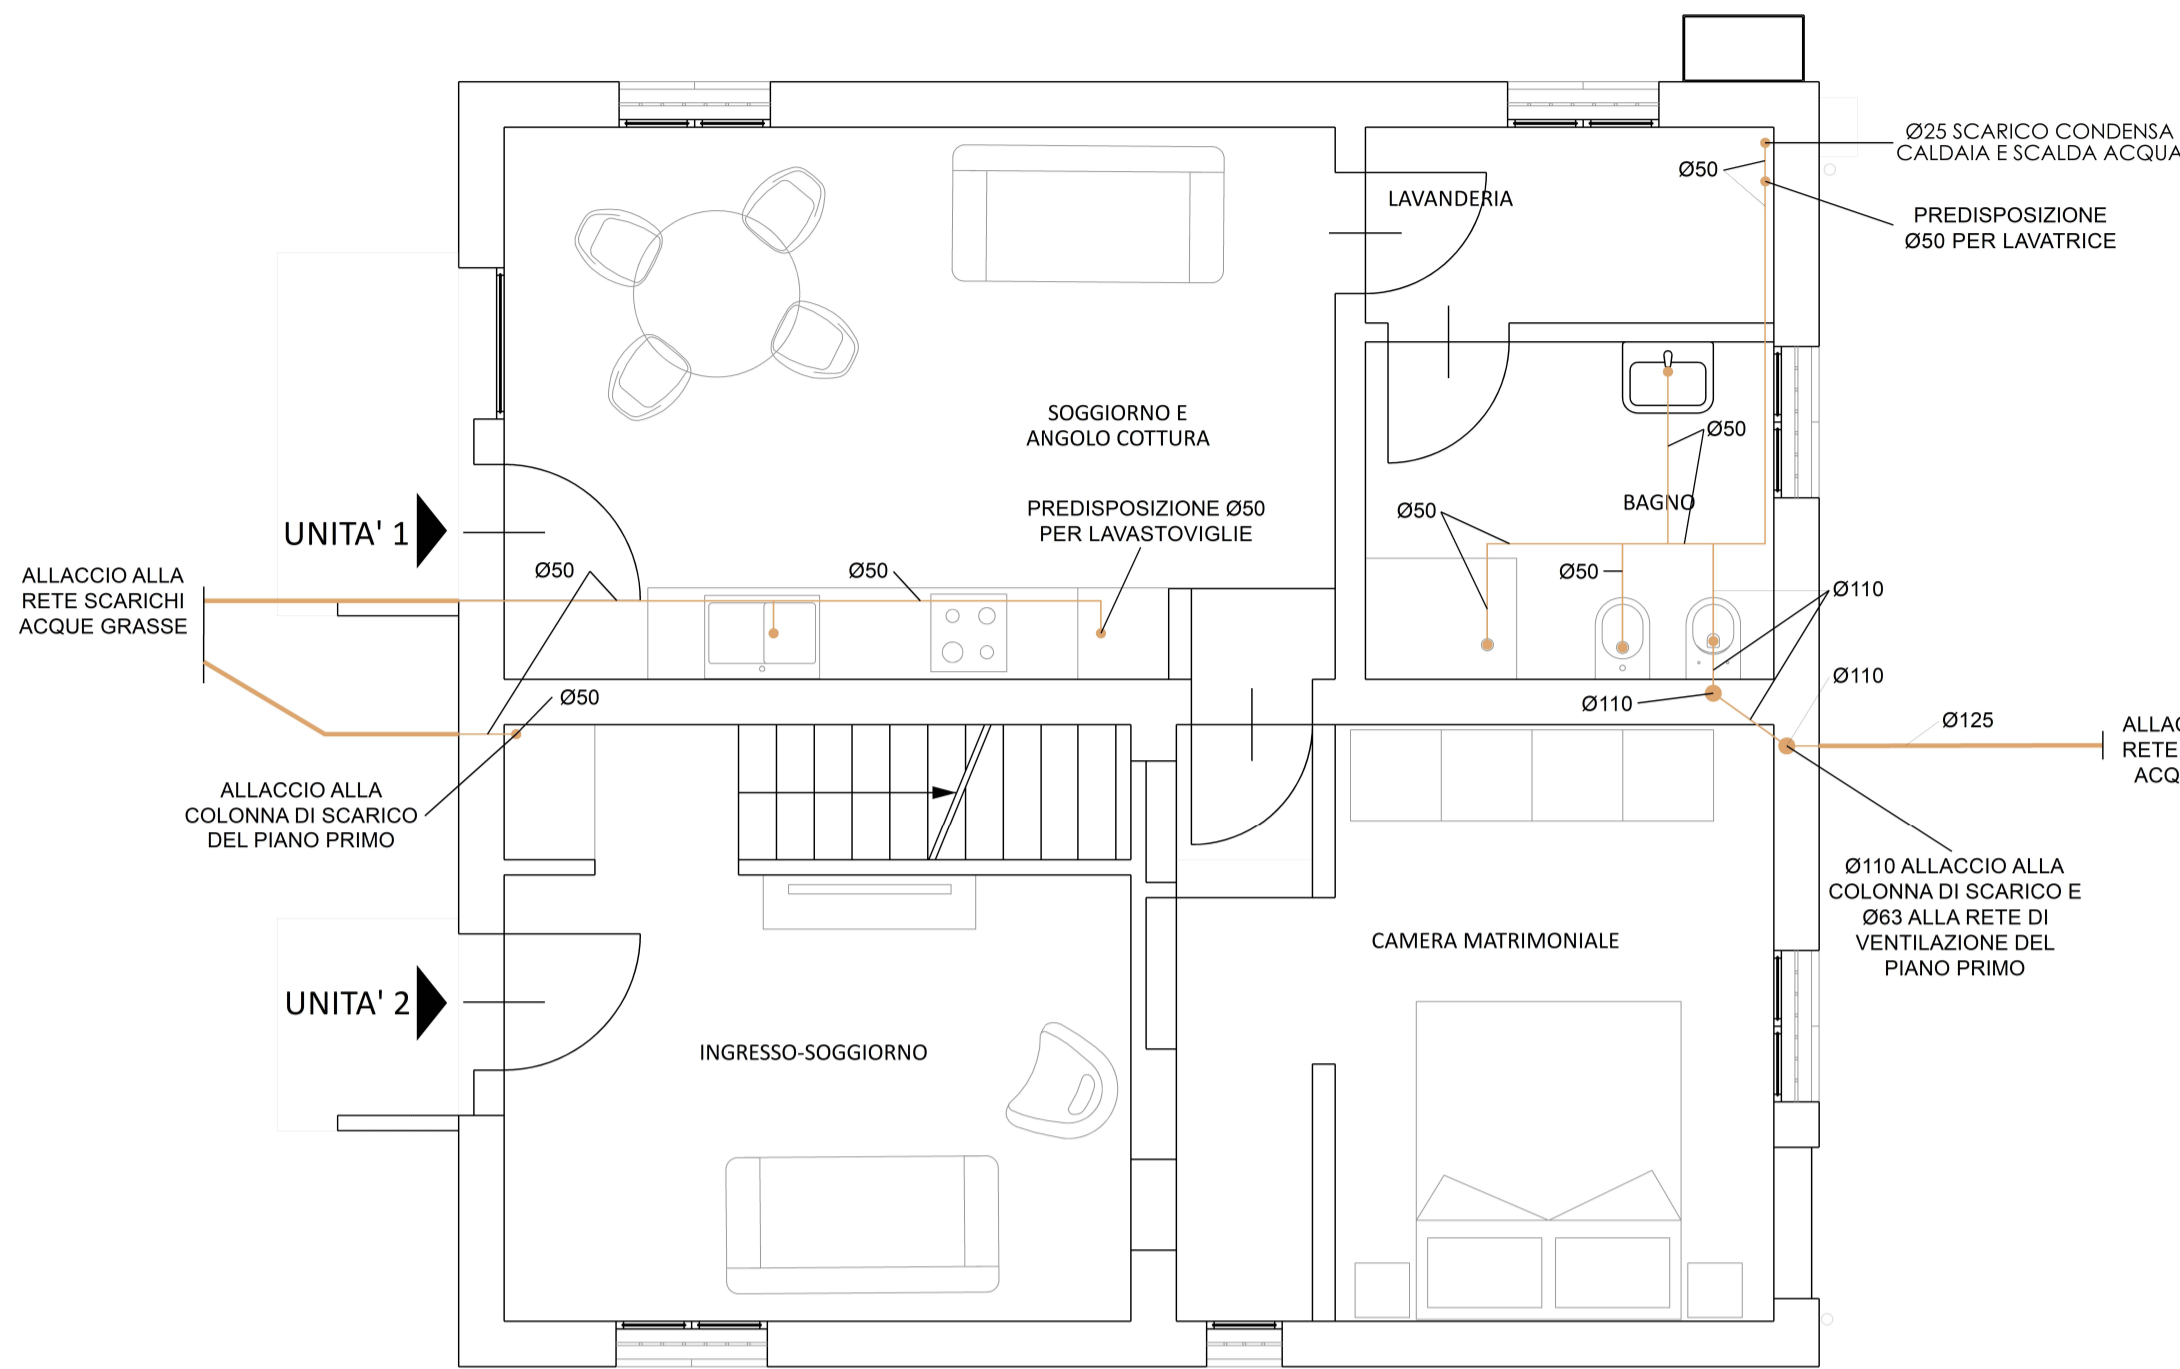 Ø25 SCARICO CONDENSA
CALDAIA E SCALDA ACQUA
Ø50
LAVANDERIA
PREDISPOSIZIONE
Ø50 PER LAVATRICE
SOGGIORNO E
ANGOLO COTTURA
Ø50
PREDISPOSIZIONE Ø50
PER LAVASTOVIGLIE
Ø50
BAGNO
UNITA' 1
ALLACCIO ALLA
RETE SCARICHI
ACQUE GRASSE
Ø50
Ø50
Ø50
Ø110
Ø110
Ø50
Ø110
Ø125
ALLAC
RETE
ACQ
ALLACCIO ALLA
COLONNA DI SCARICO
DEL PIANO PRIMO
Ø110 ALLACCIO ALLA
COLONNA DI SCARICO E
Ø63 ALLA RETE DI
VENTILAZIONE DEL
PIANO PRIMO
CAMERA MATRIMONIALE
UNITA' 2
INGRESSO-SOGGIORNO